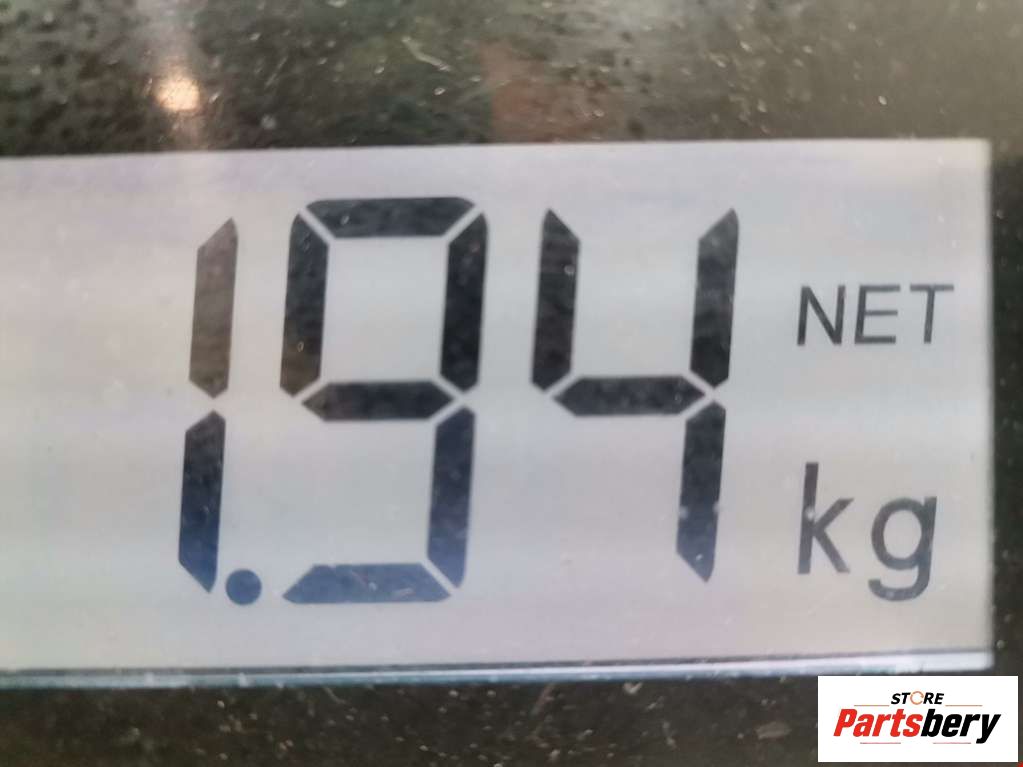 1.94 NET
kg
STORE
Partsbery